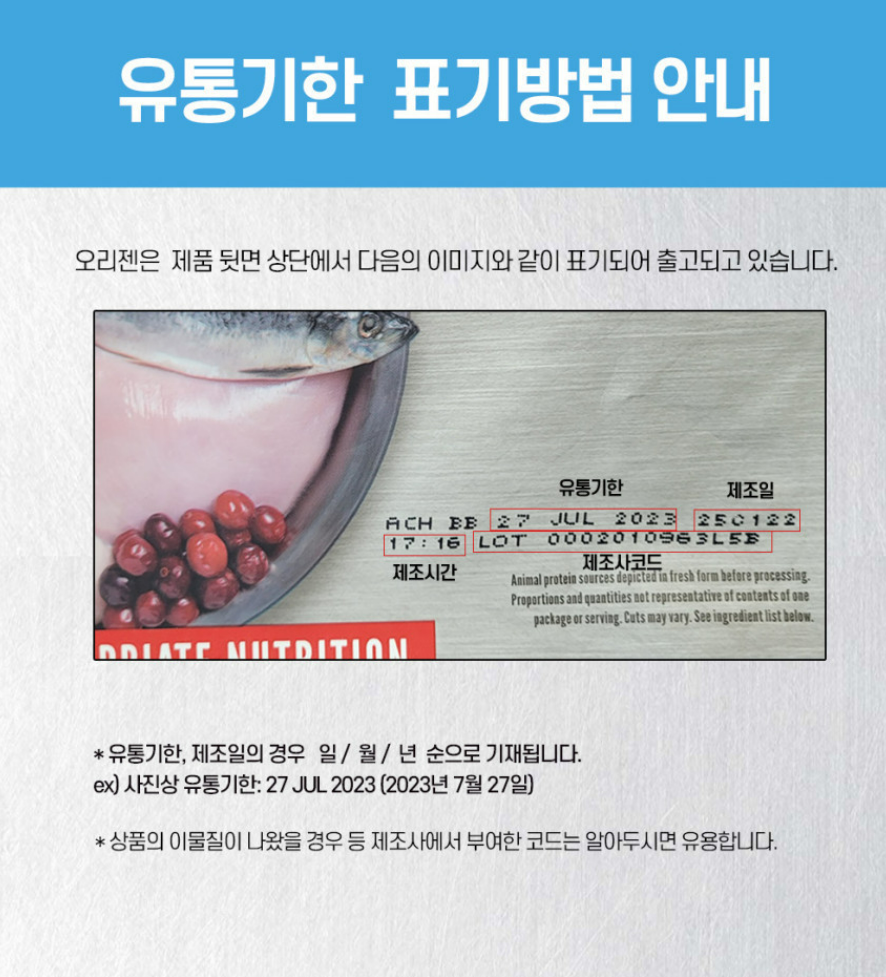 유통기한 표기방법 안내
오리젠은 제품 뒷면 상단에서 다음의 이미지와 같이 표기되어 출고되고 있습니다.
유통기한 제조일
ACH BB 27 JUL 2023 250122
17:16 LOT 0002010963L5B
제조시간 제조사코드
Animal protein sources depicted in fresh form before processing.
Proportions and quantities not representative of contents of one
package or serving. Cuts may vary. See ingredient list below.
PRIATE NUTRITION
* 유통기한, 제조일의 경우 일 / 월 / 년 순으로 기재됩니다.
ex) 사진상 유통기한: 27 JUL 2023 (2023년 7월 27일)
* 상품의 이물질이 나왔을 경우 등 제조사에서 부여한 코드는 알아두시면 유용합니다.